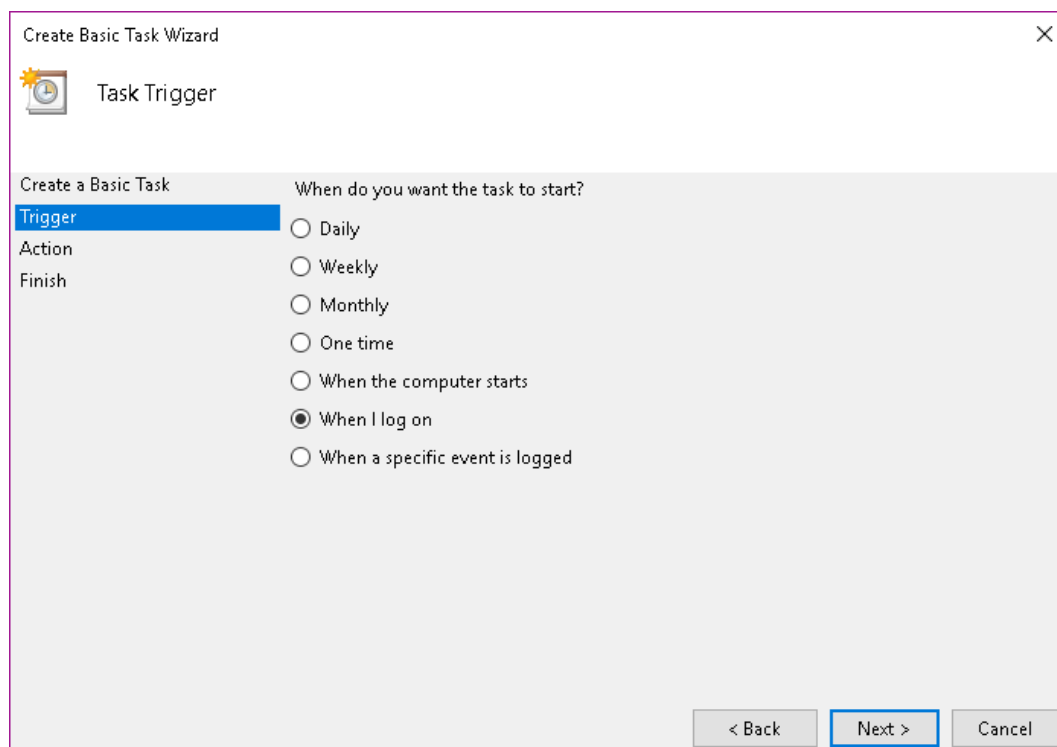 Create Basic Task Wizard
Task Trigger
Create a Basic Task
Trigger
Action
Finish
When do you want the task to start?
Daily
Weekly
Monthly
One time
When the computer starts
When I log on
When a specific event is logged
< Back
Next >
Cancel